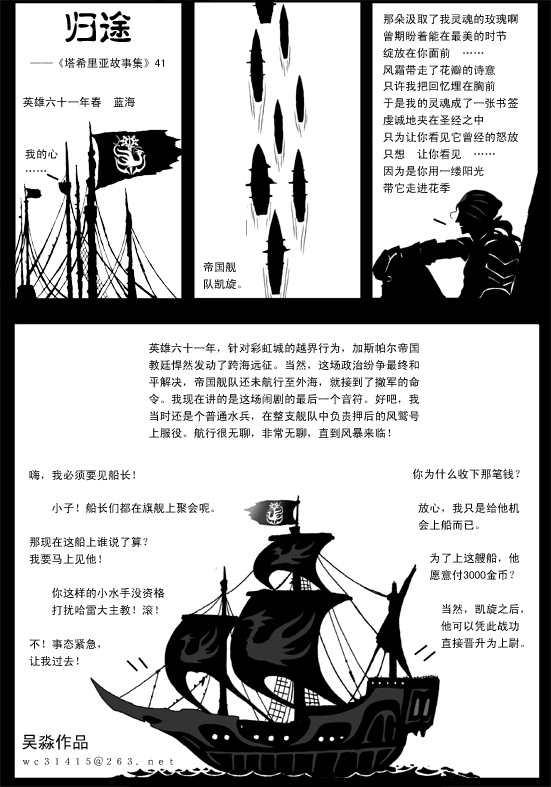 归途
——《塔希里亚故事集》41
英雄六十一年春　蓝海
我的心
……
帝国舰
队凯旋。
那朵汲取了我灵魂的玫瑰啊
曾期盼着能在最美的时节
绽放在你面前　……
风霜带走了花瓣的诗意
只许我把回忆埋在胸前
于是我的灵魂成了一张书签
虔诚地夹在圣经之中
只为让你看见它曾经的怒放
只想　让你看见　……
因为是你用一缕阳光
带它走进花季
英雄六十一年，针对彩虹城的越界行为，加斯帕尔帝国
教廷悍然发动了跨海远征。当然，这场政治纷争最终和
平解决，帝国舰队还未航行至外海，就接到了撤军的命
令。我现在讲的是这场闹剧的最后一个音符。好吧，我
当时还是个普通水兵，在整支舰队中负责押后的风鹫号
上服役。航行很无聊，非常无聊，直到风暴来临！
嗨，我必须要见船长！
小子！船长们都在旗舰上聚会呢。
那现在这船上谁说了算？
我要马上见他！
你这样的小水手没资格
打扰哈雷大主教！滚！
不！事态紧急，
让我过去！
你为什么收下那笔钱？
放心，我只是给他机
会上船而已。
为了上这艘船，他
愿意付3000金币？
当然，凯旋之后，
他可以凭此战功
直接晋升为上尉。
吴淼作品
wc31415@263.net